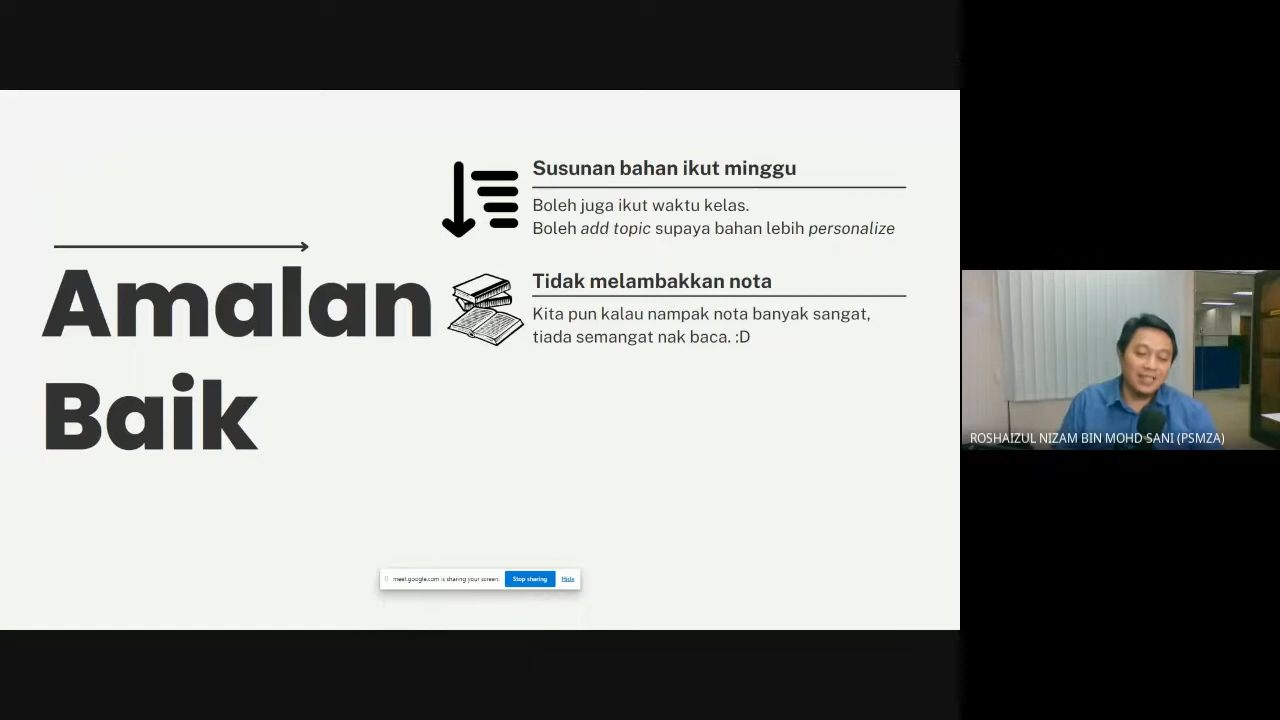 Amalan
Baik
Susunan bahan ikut minggu
Boleh juga ikut waktu kelas.
Boleh add topic supaya bahan lebih personalize
Tidak melambakkan nota
Kita pun kalau nampak nota banyak sangat,
tiada semangat nak baca. :D
meet.google.com is sharing your screen.
Stop sharing
Hide
ROSHAIZUL NIZAM BIN MOHD SANI (PSMZA)